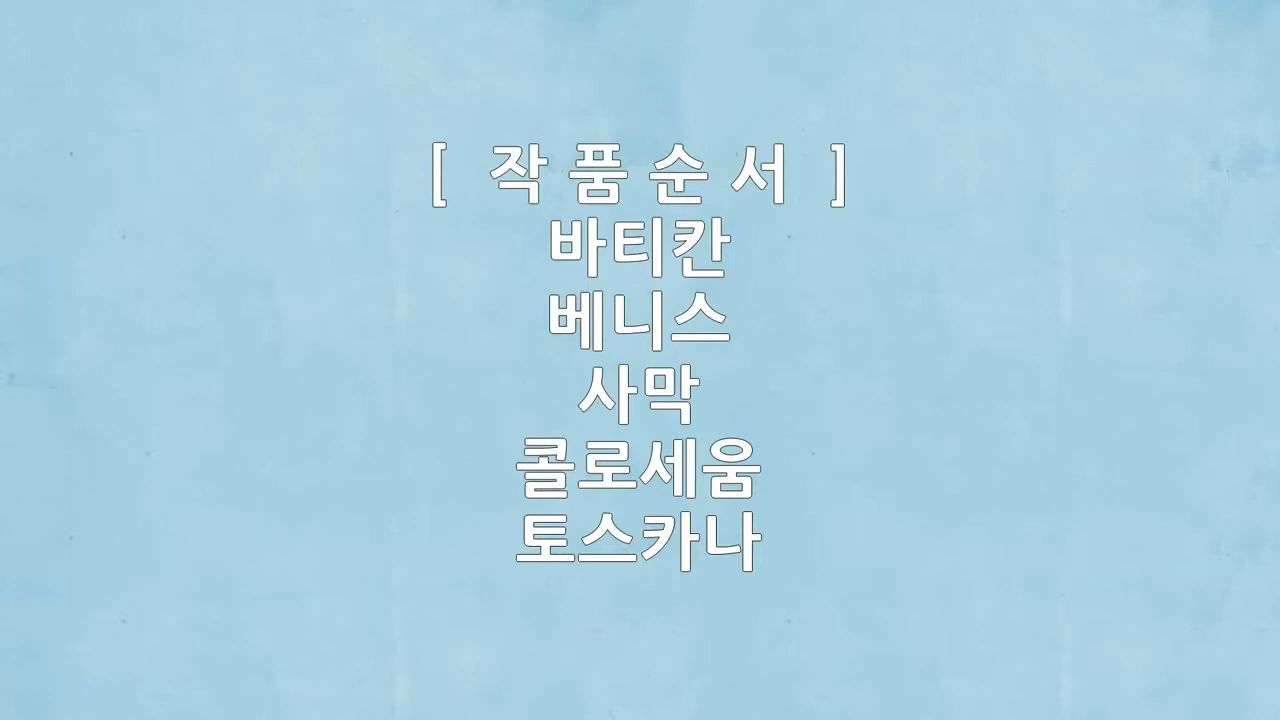 [ 작 품 순 서 ]
바티칸
베니스
사막
콜로세움
토스카나